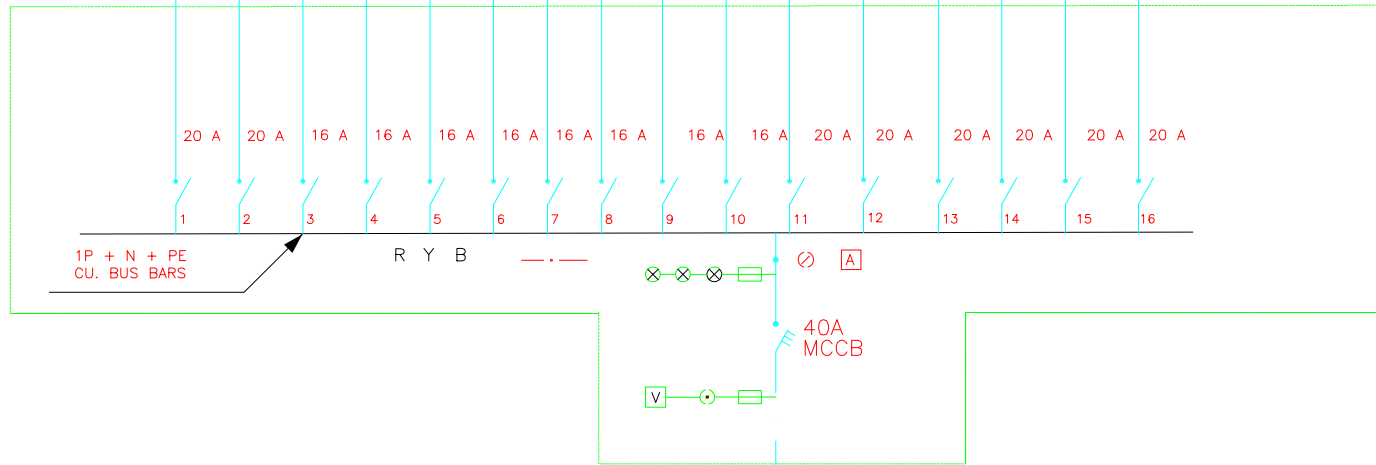 20 A 20 A 16 A 16 A 16 A 16 A 16 A 16 A 16 A 16 A 20 A 20 A 20 A 20 A 20 A 20 A
1 2 3 4 5 6 7 8 9 10 11 12 13 14 15 16
1P + N + PE
CU. BUS BARS
R Y B
A
40A
MCCB
V